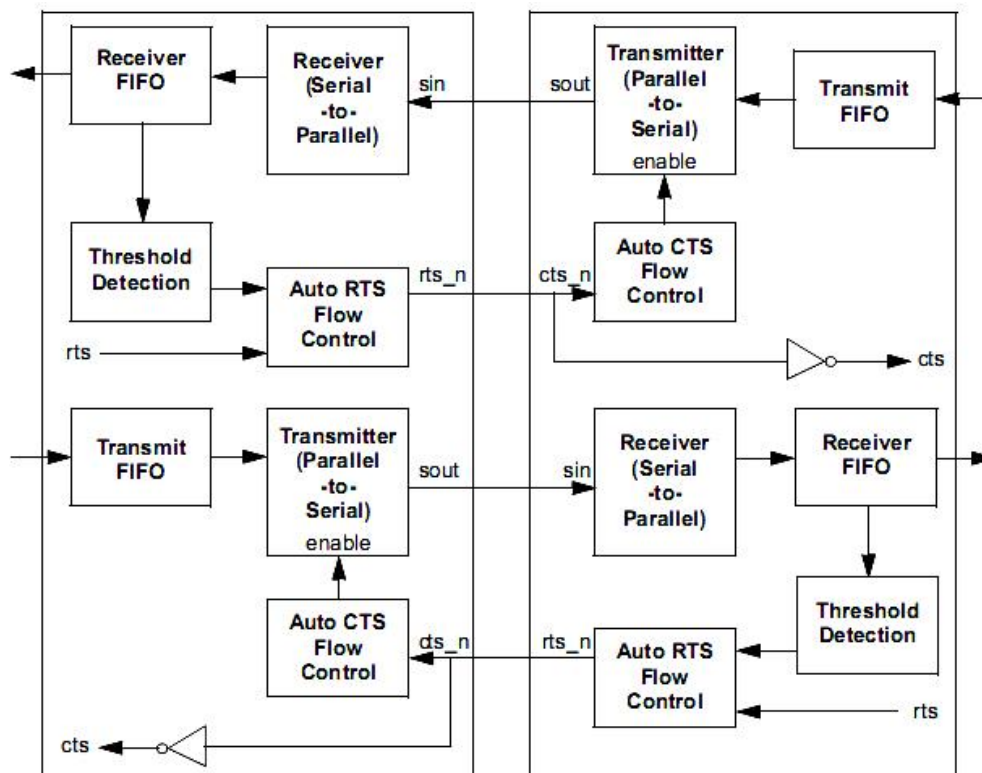 Receiver
FIFO
Receiver
(Serial
-to-
Parallel)
sin
sout
Transmitter
(Parallel
-to-
Serial)
enable
Transmit
FIFO
Threshold
Detection
Auto RTS
Flow
Control
rts_n
cts_n
Auto CTS
Flow
Control
rts
cts
Transmit
FIFO
Transmitter
(Parallel
-to-
Serial)
enable
sout
sin
Receiver
(Serial
-to-
Parallel)
Receiver
FIFO
Auto CTS
Flow
Control
cts_n
rts_n
Auto RTS
Flow
Control
Threshold
Detection
rts
cts